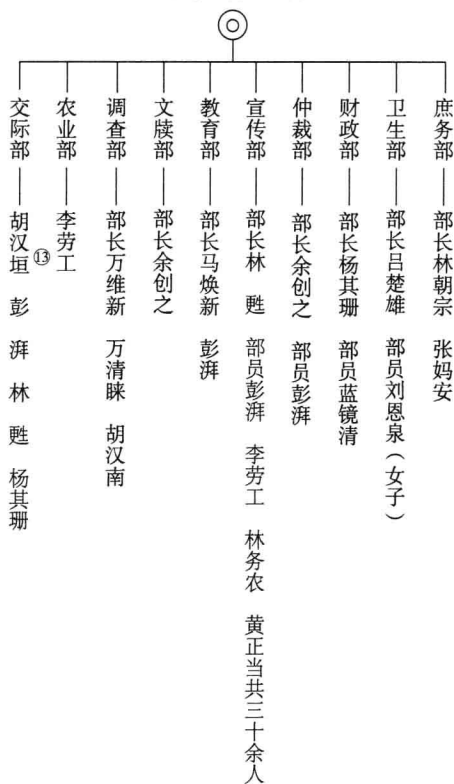 交际部——胡汉垣 彭湃 林甦 杨其珊
农业部——李劳工⑬
调查部——部长万维新 万清睐 胡汉南
文牍部——部长余创之
教育部——部长马焕新 彭湃
宣传部——部长林甦 部员彭湃 李劳工 林务农 黄正当共三十余人
仲裁部——部长余创之 部员彭湃
财政部——部长杨其珊 部员蓝镜清
卫生部——部长吕楚雄 部员刘恩泉（女子）
庶务部——部长林朝宗 张妈安